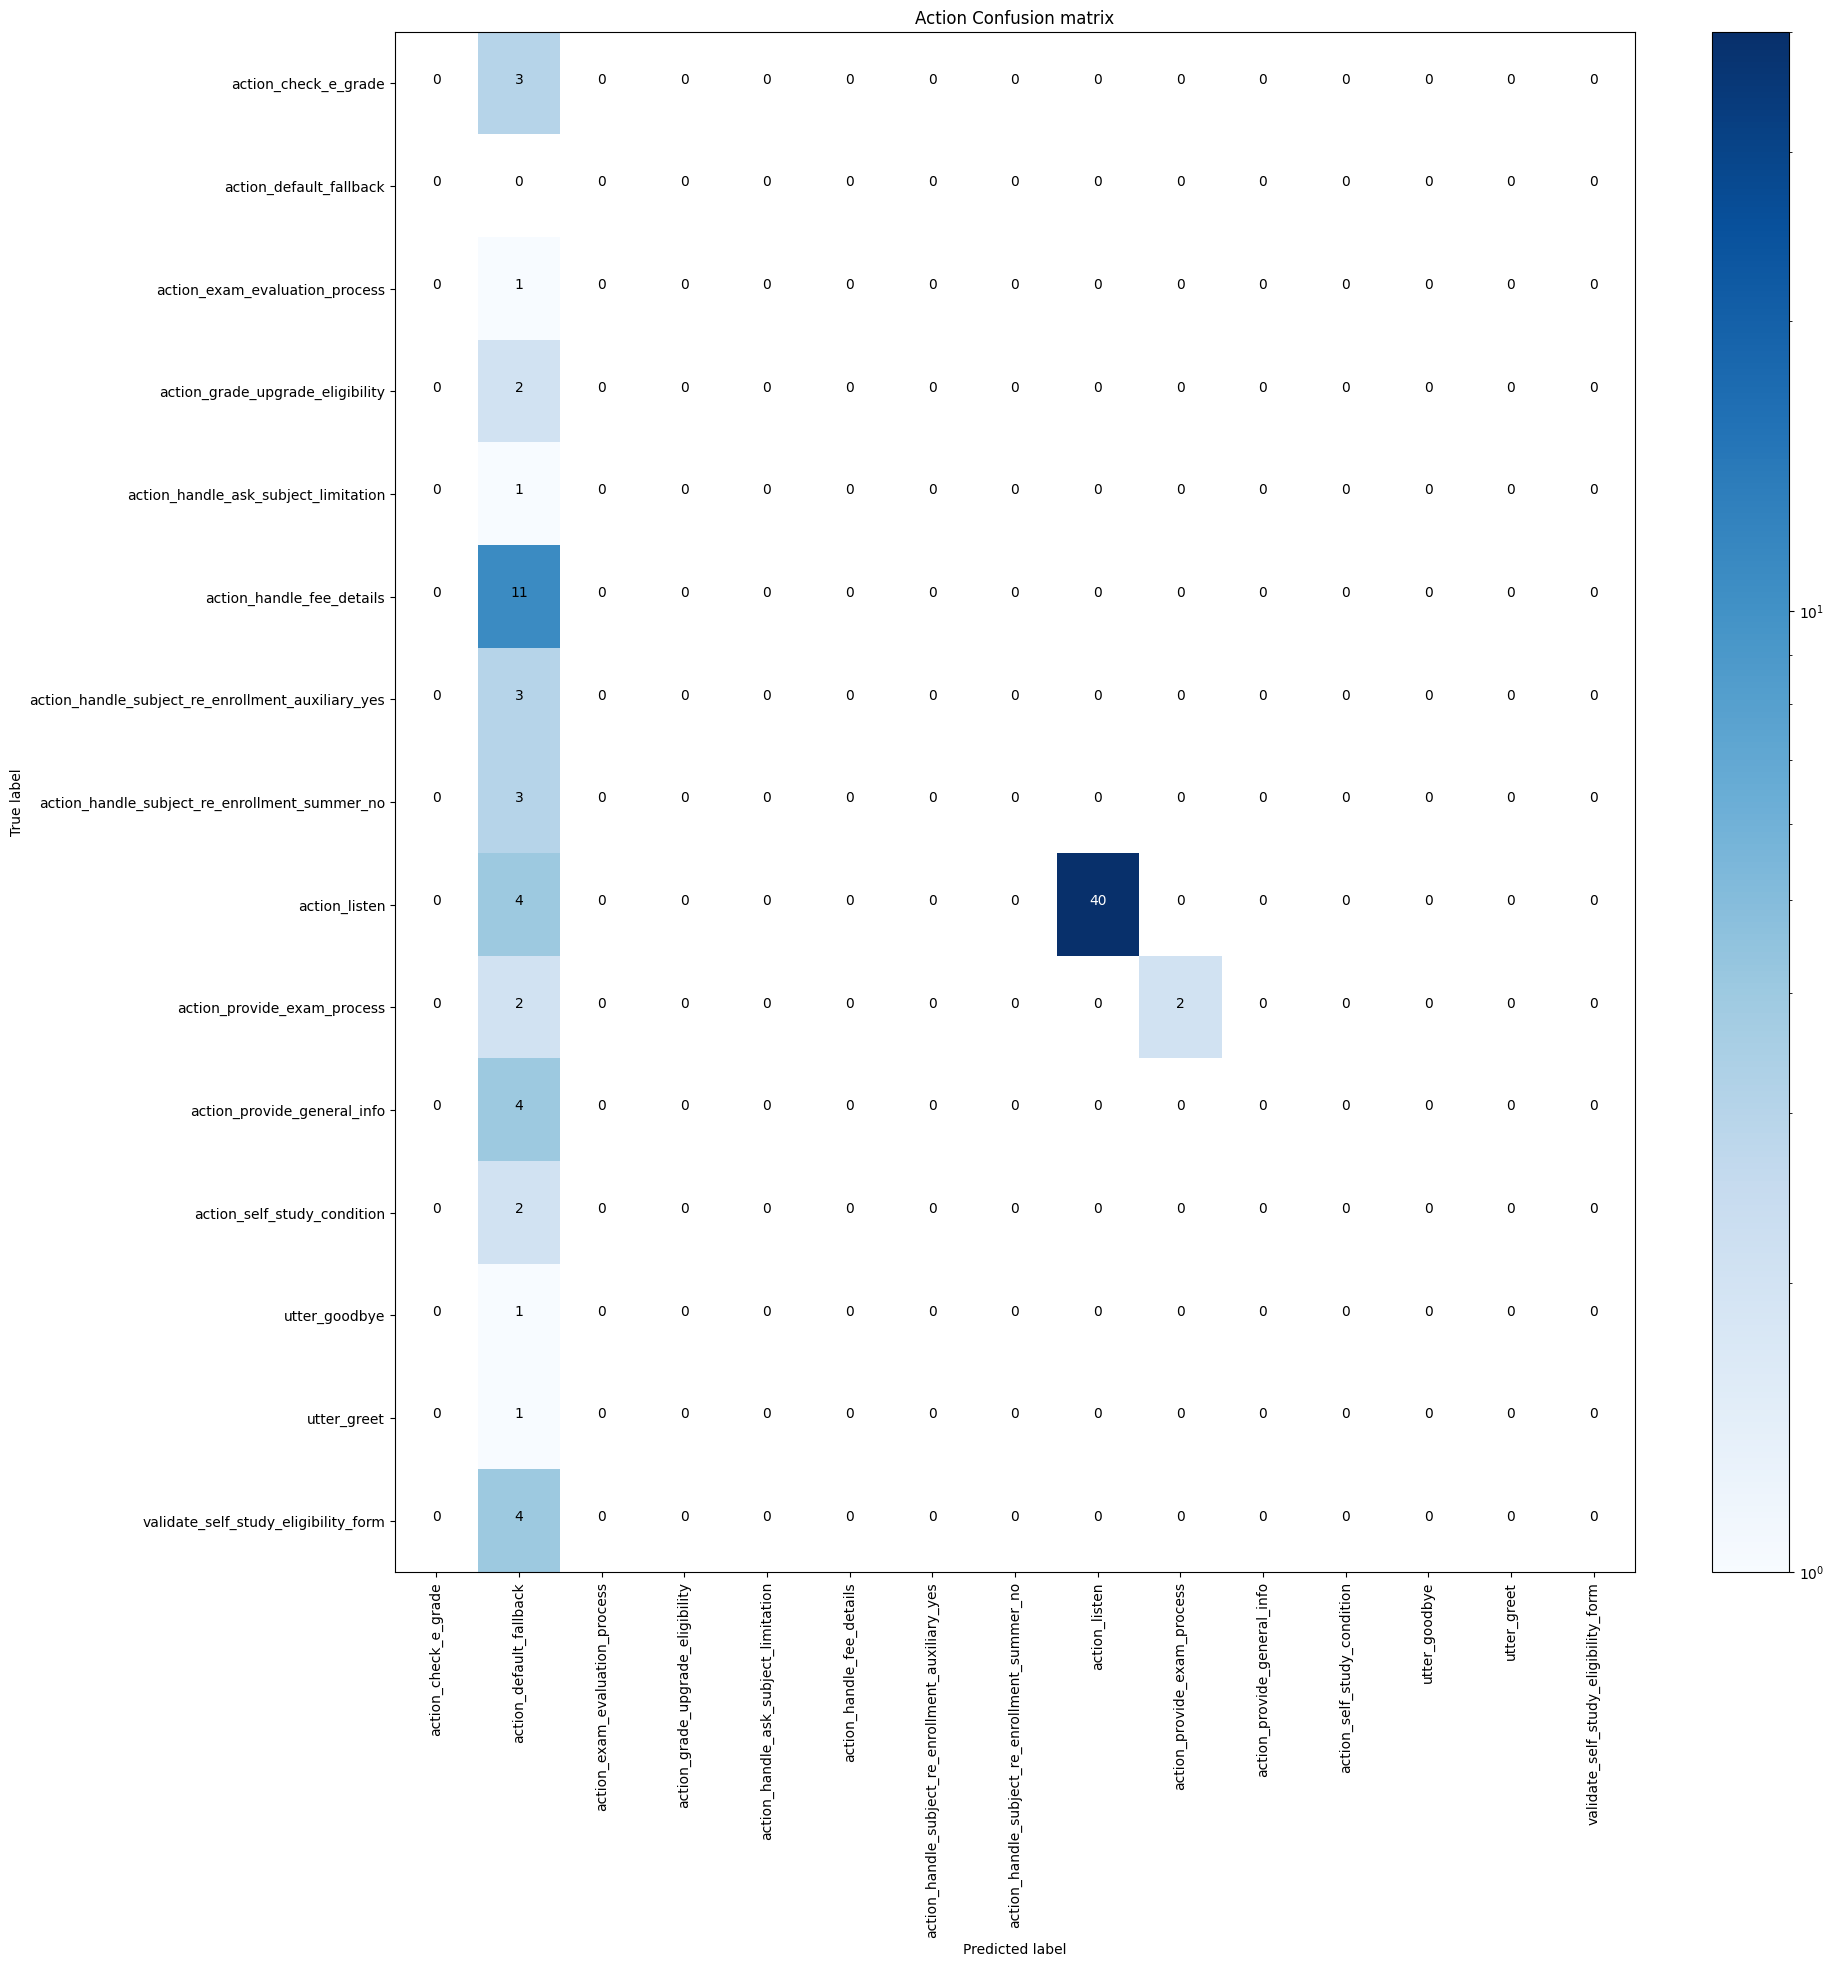 Action Confusion matrix
action_check_e_grade 0 3 0 0 0 0 0 0 0 0 0 0 0 0 0
action_default_fallback 0 0 0 0 0 0 0 0 0 0 0 0 0 0 0
action_exam_evaluation_process 0 1 0 0 0 0 0 0 0 0 0 0 0 0 0
action_grade_upgrade_eligibility 0 2 0 0 0 0 0 0 0 0 0 0 0 0 0
action_handle_ask_subject_limitation 0 1 0 0 0 0 0 0 0 0 0 0 0 0 0
action_handle_fee_details 0 11 0 0 0 0 0 0 0 0 0 0 0 0 0
10¹
action_handle_subject_re_enrollment_auxiliary_yes 0 3 0 0 0 0 0 0 0 0 0 0 0 0 0
True label
action_handle_subject_re_enrollment_summer_no 0 3 0 0 0 0 0 0 0 0 0 0 0 0 0
action_listen 0 4 0 0 0 0 0 0 40 0 0 0 0 0 0
action_provide_exam_process 0 2 0 0 0 0 0 0 0 2 0 0 0 0 0
action_provide_general_info 0 4 0 0 0 0 0 0 0 0 0 0 0 0 0
action_self_study_condition 0 2 0 0 0 0 0 0 0 0 0 0 0 0 0
utter_goodbye 0 1 0 0 0 0 0 0 0 0 0 0 0 0 0
utter_greet 0 1 0 0 0 0 0 0 0 0 0 0 0 0 0
validate_self_study_eligibility_form 0 4 0 0 0 0 0 0 0 0 0 0 0 0 0
10⁰
action_check_e_grade
action_default_fallback
action_exam_evaluation_process
action_grade_upgrade_eligibility
action_handle_ask_subject_limitation
action_handle_fee_details
action_handle_subject_re_enrollment_auxiliary_yes
action_handle_subject_re_enrollment_summer_no
action_listen
action_provide_exam_process
action_provide_general_info
action_self_study_condition
utter_goodbye
utter_greet
validate_self_study_eligibility_form
Predicted label